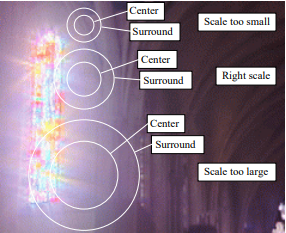 Center
Scale too small
Surround
Center
Right scale
Surround
Center
Surround
Scale too large